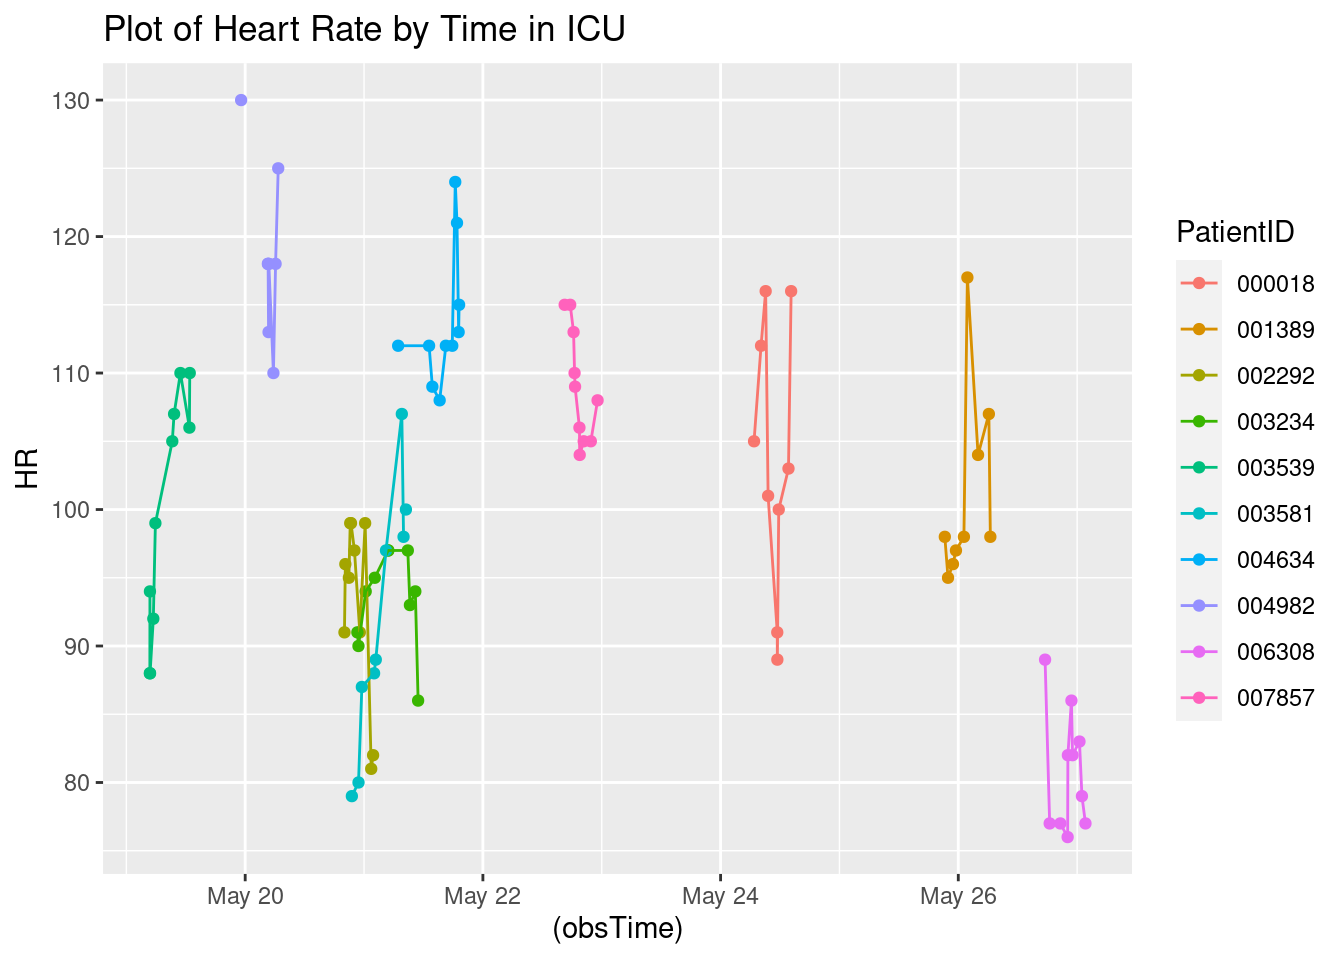 Plot of Heart Rate by Time in ICU
130
120
110
100
90
80
HR
May 20
May 22
May 24
May 26
(obsTime)
PatientID
000018
001389
002292
003234
003539
003581
004634
004982
006308
007857